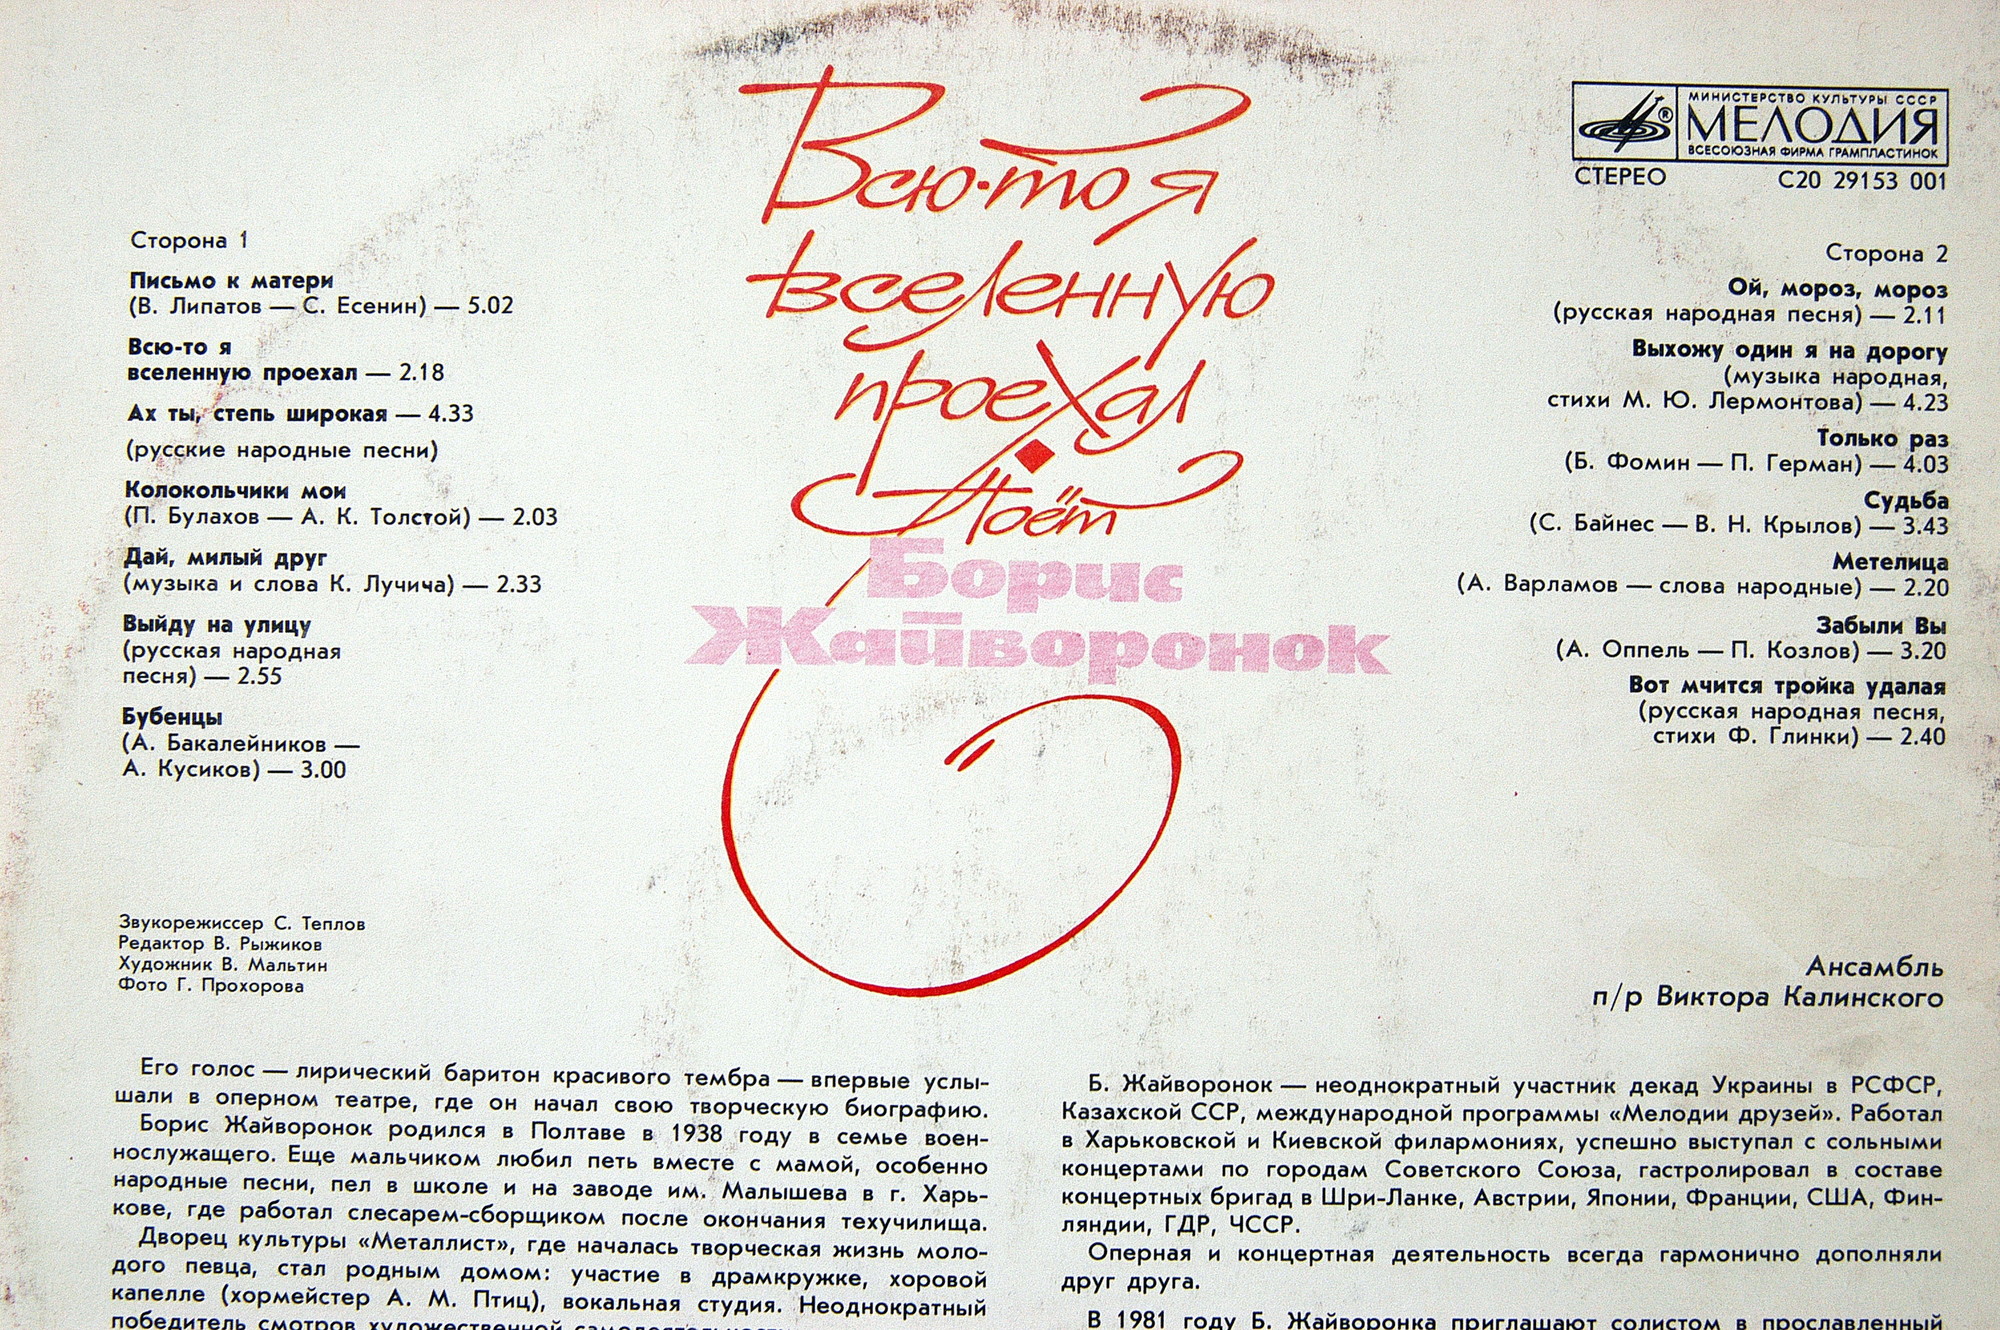 Всю-то я
вселенную
проехал
Поёт
Борис
Жайворонок
МИНИСТЕРСТВО КУЛЬТУРЫ СССР
МЕЛОДИЯ
ВСЕСОЮЗНАЯ ФИРМА ГРАМПЛАСТИНОК
®
СТЕРЕО С20 29153 001
Сторона 1
Письмо к матери
(В. Липатов — С. Есенин) — 5.02
Всю-то я
вселенную проехал — 2.18
Ах ты, степь широкая — 4.33
(русские народные песни)
Колокольчики мои
(П. Булахов — А. К. Толстой) — 2.03
Дай, милый друг
(музыка и слова К. Лучича) — 2.33
Выйду на улицу
(русская народная
песня) — 2.55
Бубенцы
(А. Бакалейников —
А. Кусиков) — 3.00
Сторона 2
Ой, мороз, мороз
(русская народная песня) — 2.11
Выхожу один я на дорогу
(музыка народная,
стихи М. Ю. Лермонтова) — 4.23
Только раз
(Б. Фомин — П. Герман) — 4.03
Судьба
(С. Байнес — В. Н. Крылов) — 3.43
Метелица
(А. Варламов — слова народные) — 2.20
Забыли Вы
(А. Оппель — П. Козлов) — 3.20
Вот мчится тройка удалая
(русская народная песня,
стихи Ф. Глинки) — 2.40
Звукорежиссер С. Теплов
Редактор В. Рыжиков
Художник В. Мальтин
Фото Г. Прохорова
Ансамбль
п/р Виктора Калинского
Его голос — лирический баритон красивого тембра — впервые услы-
шали в оперном театре, где он начал свою творческую биографию.
Борис Жайворонок родился в Полтаве в 1938 году в семье воен-
нослужащего. Еще мальчиком любил петь вместе с мамой, особенно
народные песни, пел в школе и на заводе им. Малышева в г. Харь-
кове, где работал слесарем-сборщиком после окончания техучилища.
Дворец культуры «Металлист», где началась творческая жизнь моло-
дого певца, стал родным домом: участие в драмкружке, хоровой
капелле (хормейстер А. М. Птиц), вокальная студия. Неоднократный
победитель смотров художественной самодеятельности
Б. Жайворонок — неоднократный участник декад Украины в РСФСР,
Казахской ССР, международной программы «Мелодии друзей». Работал
в Харьковской и Киевской филармониях, успешно выступал с сольными
концертами по городам Советского Союза, гастролировал в составе
концертных бригад в Шри-Ланке, Австрии, Японии, Франции, США, Фин-
ляндии, ГДР, ЧССР.
Оперная и концертная деятельность всегда гармонично дополняли
друг друга.
В 1981 году Б. Жайворонка приглашают солистом в прославленный